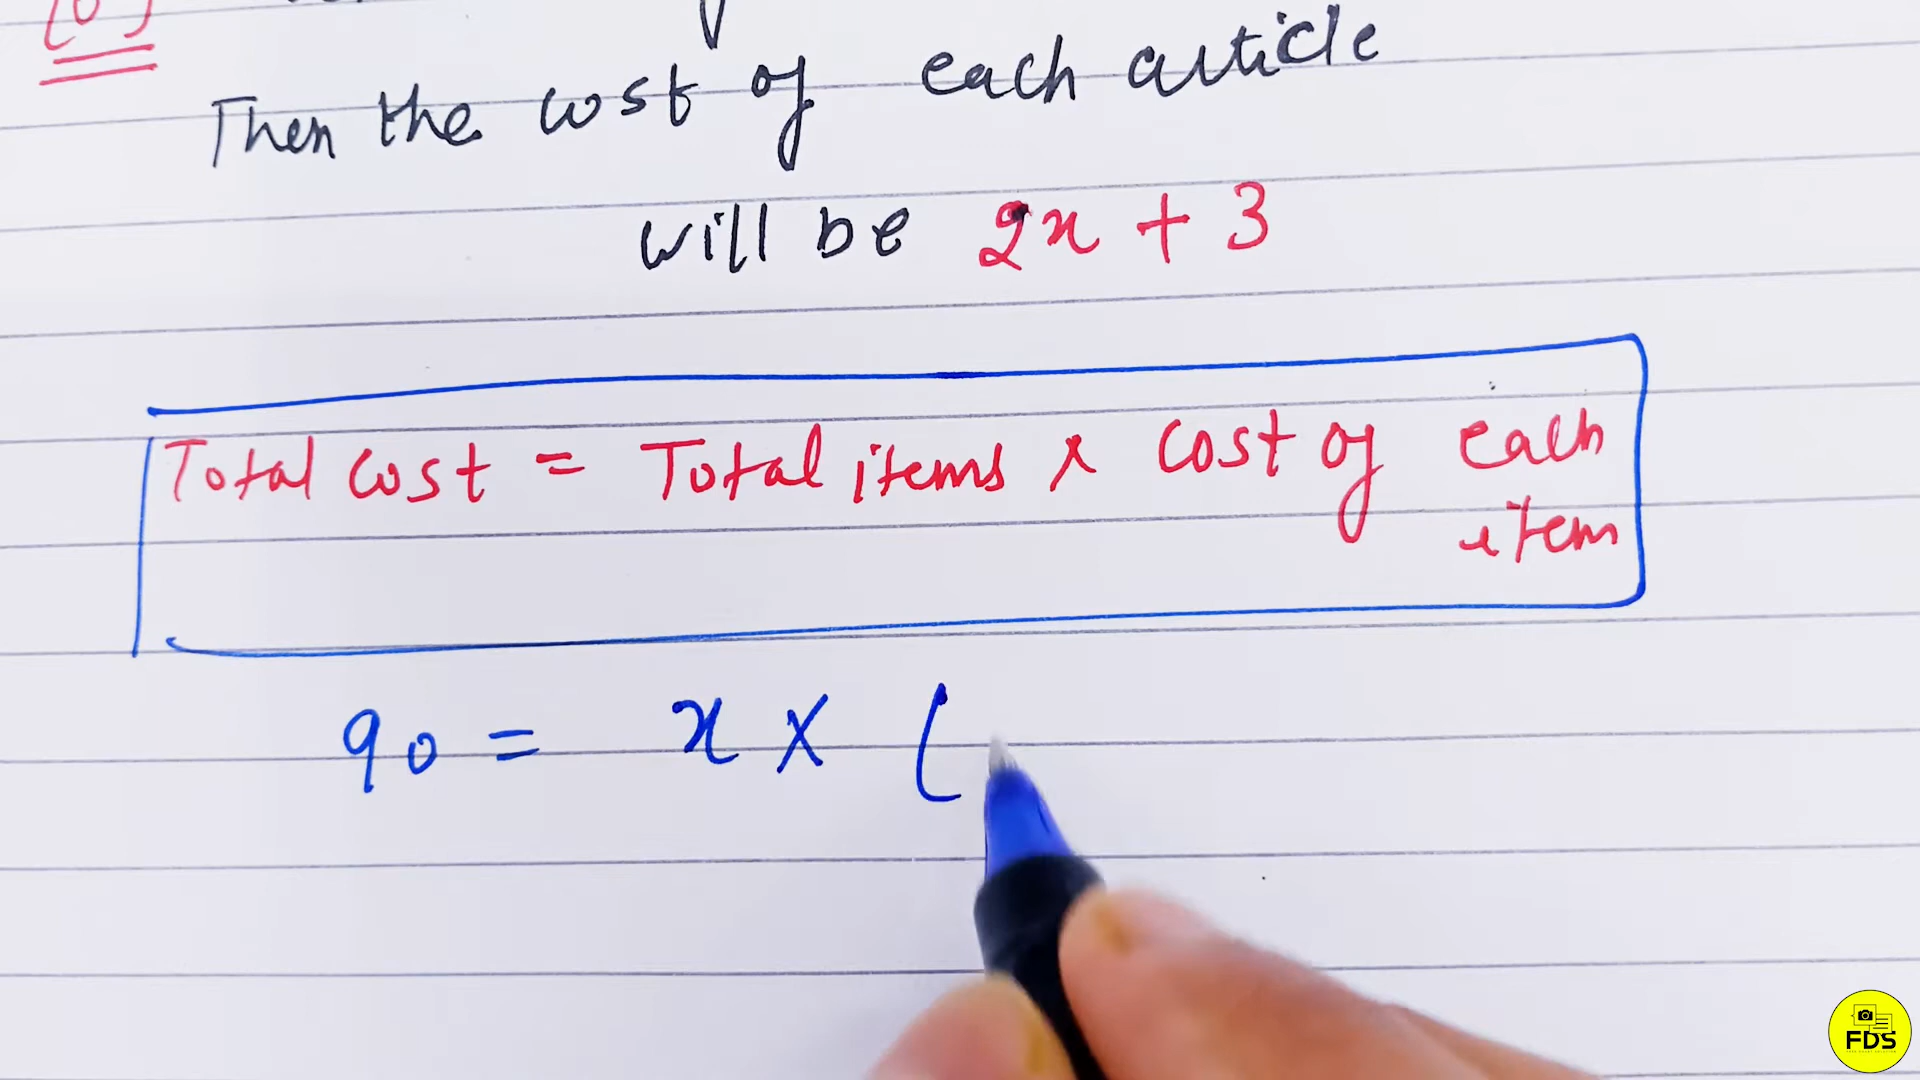 Then the cost of each article
will be 2x + 3
Total cost = Total items x cost of each
item
90 = x × (
FDS